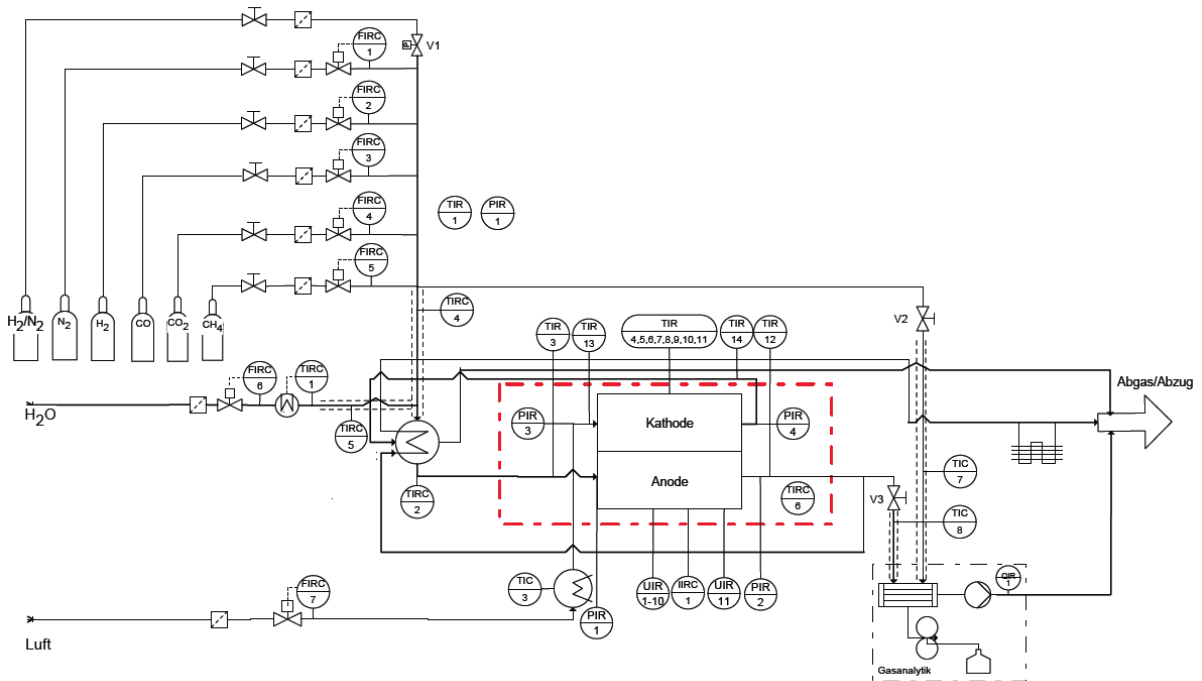 V1
FIRC
1
FIRC
2
FIRC
3
TIR
1
PIR
1
FIRC
4
FIRC
5
H2/N2
N2
H2
CO
CO2
CH4
TIRC
4
V2
TIR
3
TIR
13
TIR
4,5,6,7,8,9,10,11
TIR
14
TIR
12
Abgas/Abzug
FIRC
6
TIRC
1
H2O
TIRC
5
PIR
3
Kathode
PIR
4
Anode
TIRC
2
TIRC
6
V3
TIC
7
TIC
8
FIRC
7
TIC
3
UIR
1-10
IIRC
1
UIR
11
PIR
2
QIR
1
PIR
1
Luft
Gasanalytik